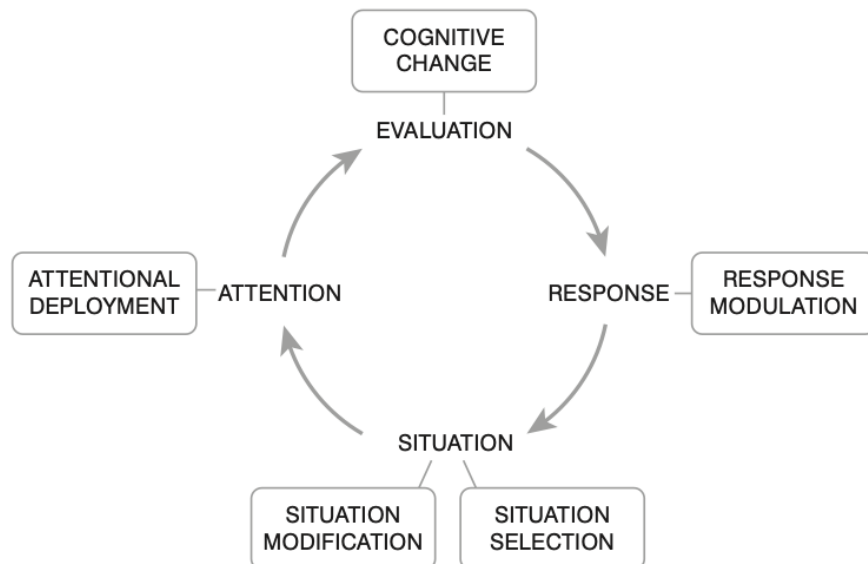 COGNITIVE
CHANGE
EVALUATION
ATTENTIONAL
DEPLOYMENT
ATTENTION
RESPONSE
RESPONSE
MODULATION
SITUATION
SITUATION
MODIFICATION
SITUATION
SELECTION